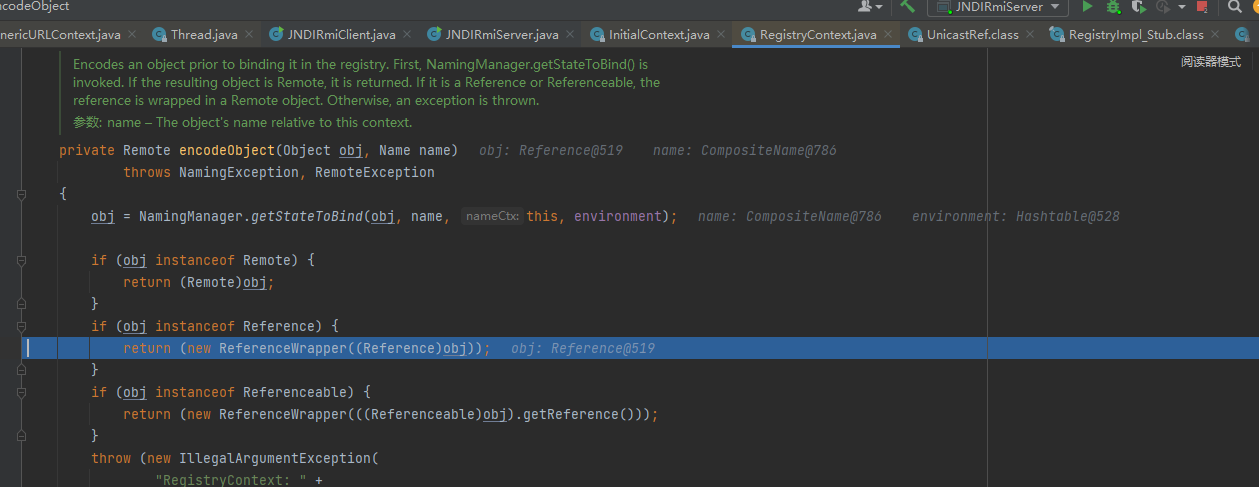 ncodeObject
JNDIRmiServer
nericURLContext.java Thread.java JNDIRmiClient.java JNDIRmiServer.java InitialContext.java RegistryContext.java UnicastRef.class RegistryImpl_Stub.class
Encodes an object prior to binding it in the registry. First, NamingManager.getStateToBind() is
阅读器模式
invoked. If the resulting object is Remote, it is returned. If it is a Reference or Referenceable, the
reference is wrapped in a Remote object. Otherwise, an exception is thrown.
参数: name – The object's name relative to this context.
private Remote encodeObject(Object obj, Name name) obj: Reference@519 name: CompositeName@786
throws NamingException, RemoteException
{
obj = NamingManager.getStateToBind(obj, name, nameCtx: this, environment); name: CompositeName@786 environment: Hashtable@528
if (obj instanceof Remote) {
return (Remote)obj;
}
if (obj instanceof Reference) {
return (new ReferenceWrapper((Reference)obj)); obj: Reference@519
}
if (obj instanceof Referenceable) {
return (new ReferenceWrapper(((Referenceable)obj).getReference()));
}
throw (new IllegalArgumentException(
"RegistryContext: " +